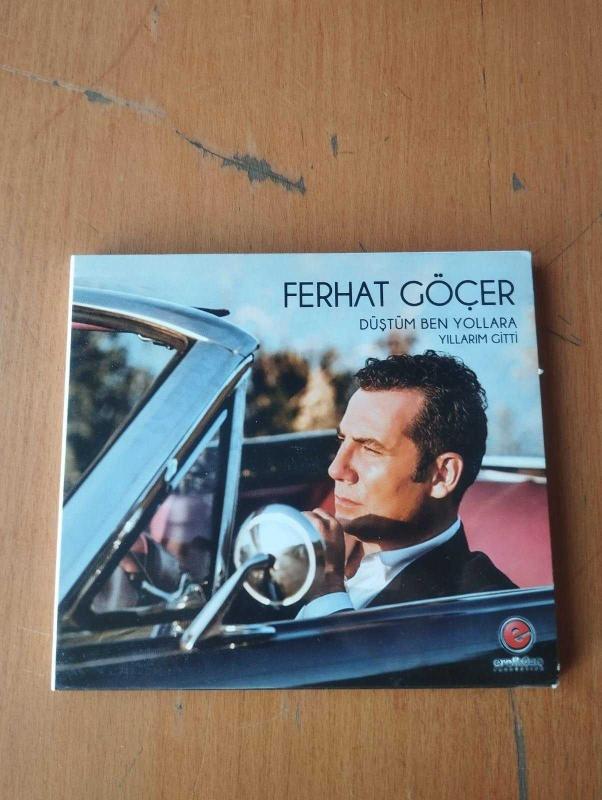 FERHAT GÖÇER
DÜŞTÜM BEN YOLLARA
YILLARIM GİTTİ
e